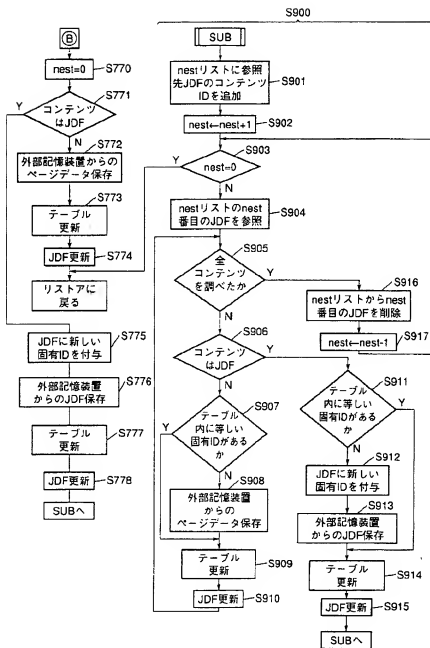 S900
Ⓑ
nest=0
S770
コンテンツ
はJDF
S771
Y
N
外部記憶装置からの
ページデータ保存
S772
テーブル
更新
S773
JDF更新
S774
リストアに
戻る
JDFに新しい
固有IDを付与
S775
外部記憶装置
からのJDF保存
S776
テーブル
更新
S777
JDF更新
S778
SUBへ
SUB
nestリストに参照
先JDFのコンテンツ
IDを追加
S901
nest←nest+1
S902
nest=0
S903
Y
N
nestリストのnest
番目のJDFを参照
S904
全
コンテンツ
を調べたか
S905
Y
N
コンテンツ
はJDF
S906
Y
N
テーブル
内に等しい
固有IDがある
か
S907
Y
N
外部記憶装置
からの
ページデータ保存
S908
テーブル
更新
S909
JDF更新
S910
nestリストからnest
番目のJDFを削除
S916
nest←nest-1
S917
テーブル
内に等しい
固有IDがある
か
S911
Y
N
JDFに新しい
固有IDを付与
S912
外部記憶装置
からのJDF保存
S913
テーブル
更新
S914
JDF更新
S915
SUBへ